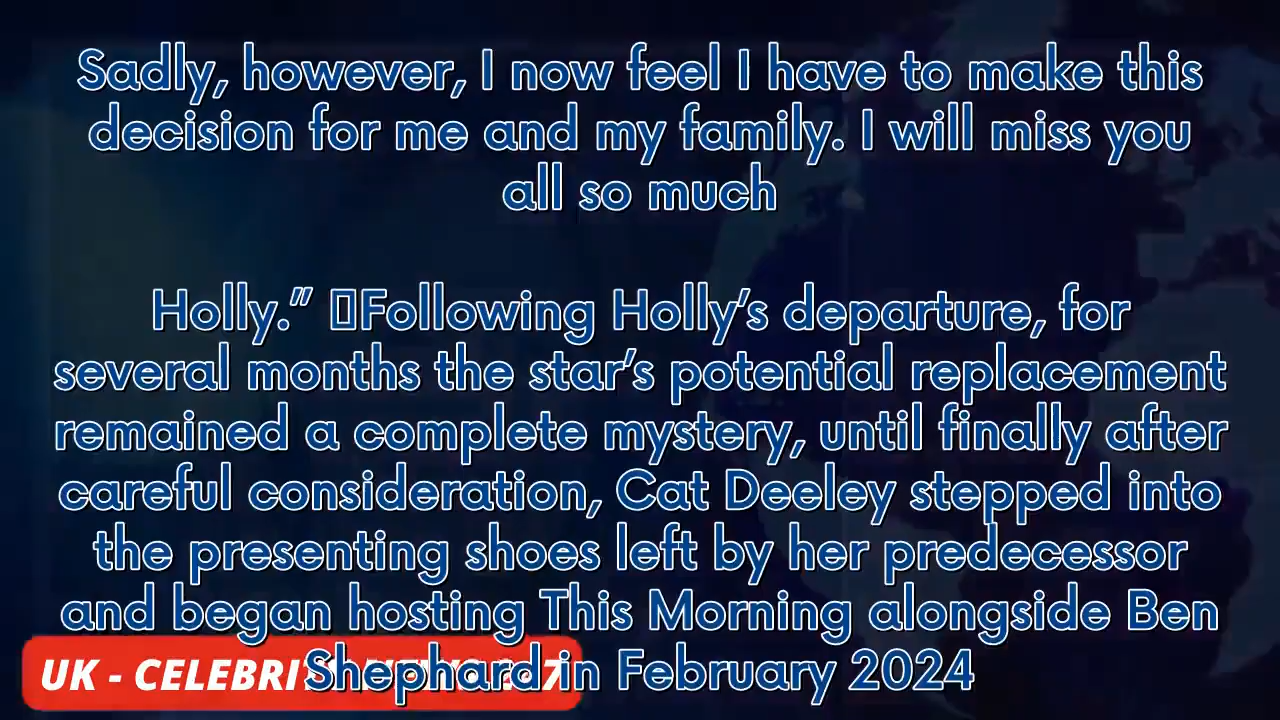 Sadly, however, I now feel I have to make this
decision for me and my family. I will miss you
all so much
Holly.” Following Holly’s departure, for
several months the star’s potential replacement
remained a complete mystery, until finally after
careful consideration, Cat Deeley stepped into
the presenting shoes left by her predecessor
and began hosting This Morning alongside Ben
Shephard in February 2024
UK - CELEBRI